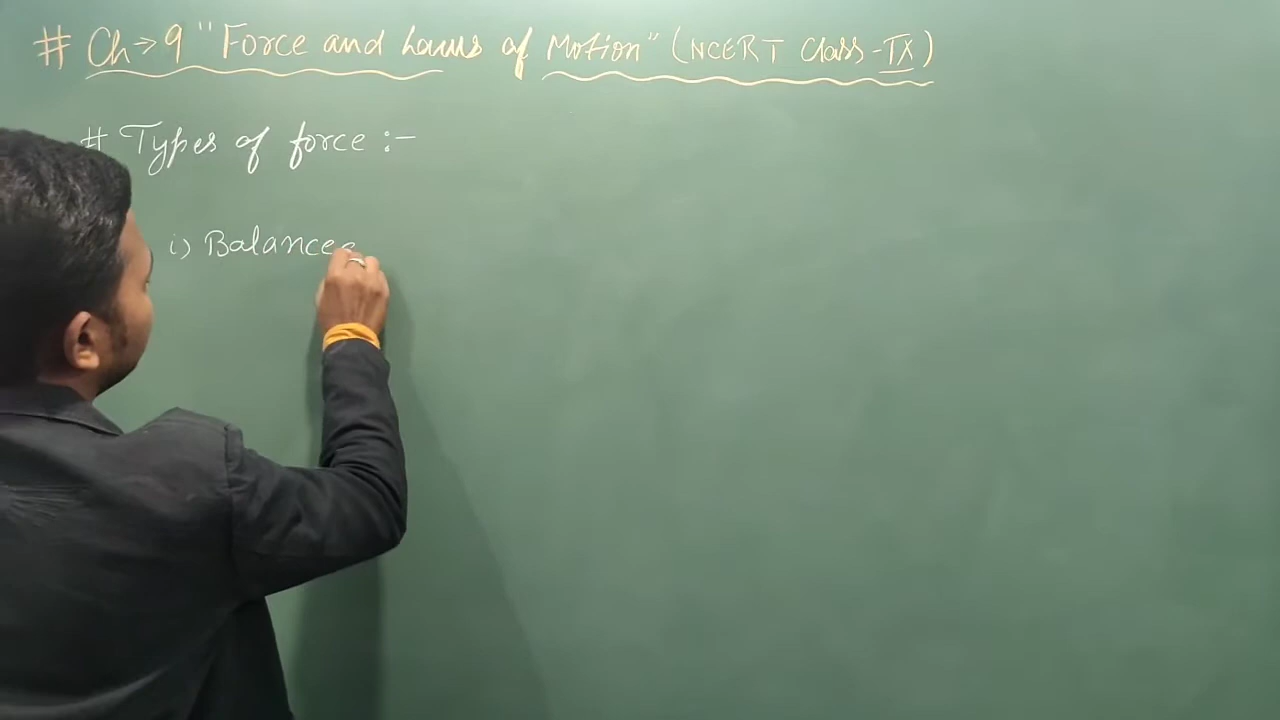 # Ch→9 "Force and Laws of Motion" (NCERT Class-IX)
# Types of force :-
i) Balance